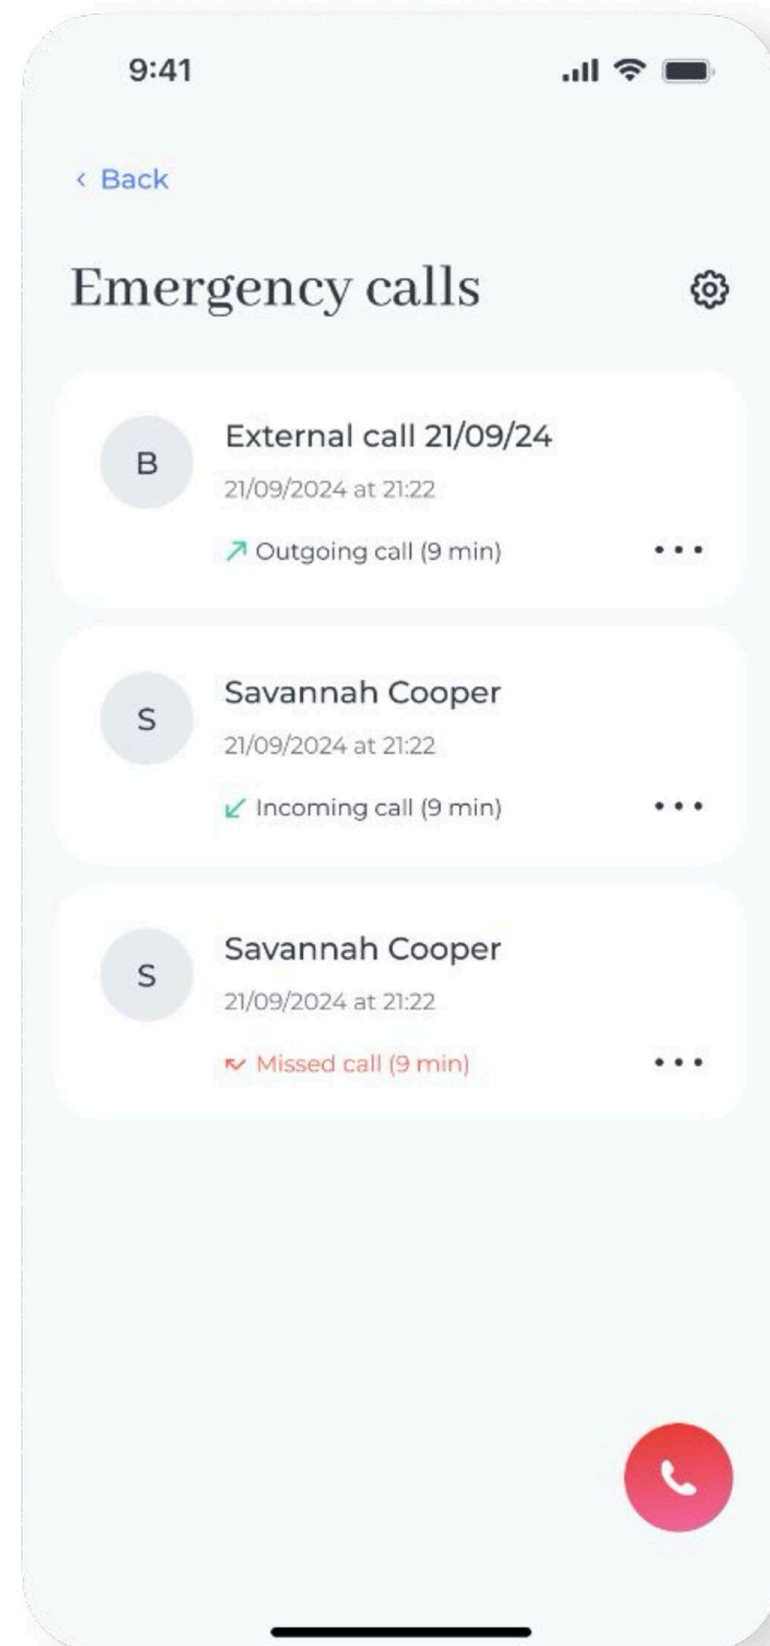 9:41
Back
Emergency calls
B
External call 21/09/24
21/09/2024 at 21:22
Outgoing call (9 min)
S
Savannah Cooper
21/09/2024 at 21:22
Incoming call (9 min)
S
Savannah Cooper
21/09/2024 at 21:22
Missed call (9 min)